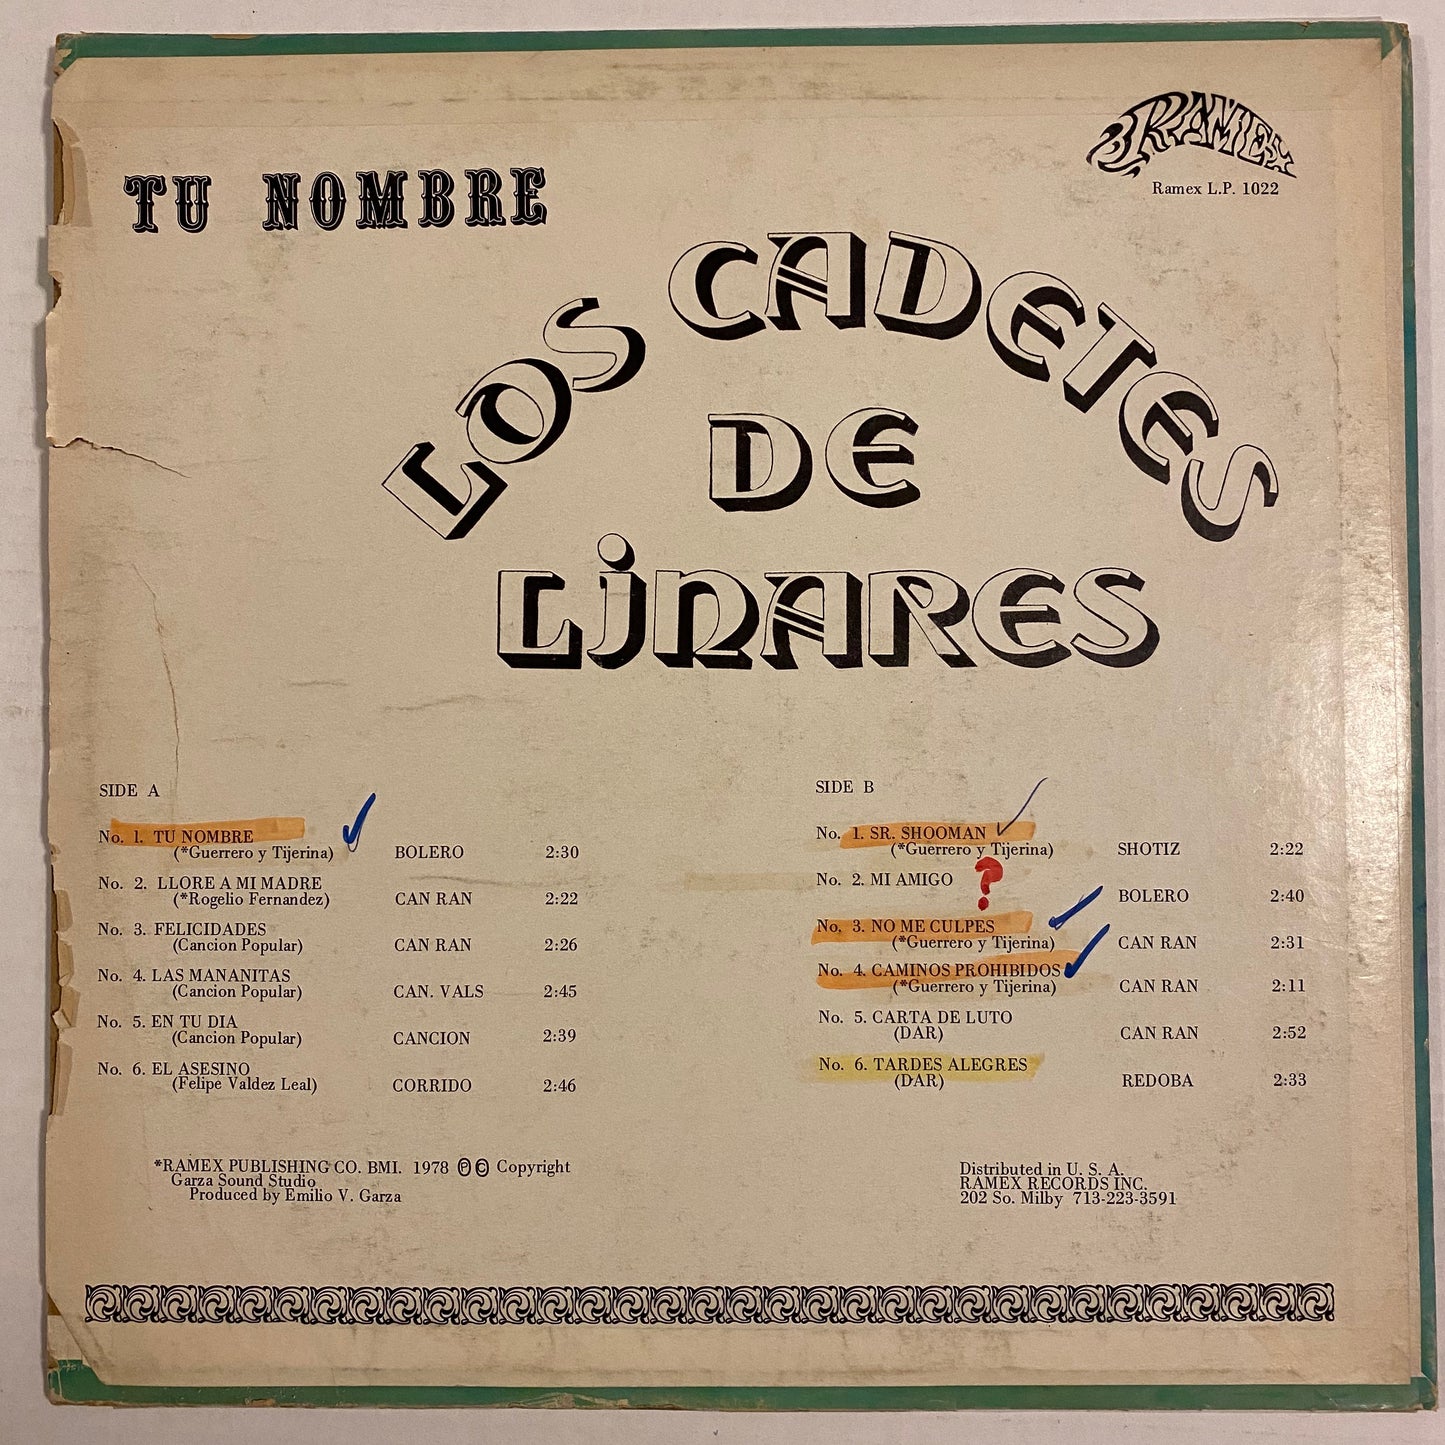 RAMEX
Ramex L.P. 1022
TU NOMBRE
LOS CADETES
DE
LINARES
SIDE A
No. 1. TU NOMBRE
(*Guerrero y Tijerina) BOLERO 2:30
No. 2. LLORE A MI MADRE
(*Rogelio Fernandez) CAN RAN 2:22
No. 3. FELICIDADES
(Cancion Popular) CAN RAN 2:26
No. 4. LAS MANANITAS
(Cancion Popular) CAN. VALS 2:45
No. 5. EN TU DIA
(Cancion Popular) CANCION 2:39
No. 6. EL ASESINO
(Felipe Valdez Leal) CORRIDO 2:46
SIDE B
No. 1. SR. SHOOMAN
(*Guerrero y Tijerina) SHOTIZ 2:22
No. 2. MI AMIGO ?
BOLERO 2:40
No. 3. NO ME CULPES
(*Guerrero y Tijerina) CAN RAN 2:31
No. 4. CAMINOS PROHIBIDOS
(*Guerrero y Tijerina) CAN RAN 2:11
No. 5. CARTA DE LUTO
(DAR) CAN RAN 2:52
No. 6. TARDES ALEGRES
(DAR) REDOBA 2:33
*RAMEX PUBLISHING CO. BMI. 1978 ℗© Copyright
Garza Sound Studio
Produced by Emilio V. Garza
Distributed in U. S. A.
RAMEX RECORDS INC.
202 So. Milby 713-223-3591